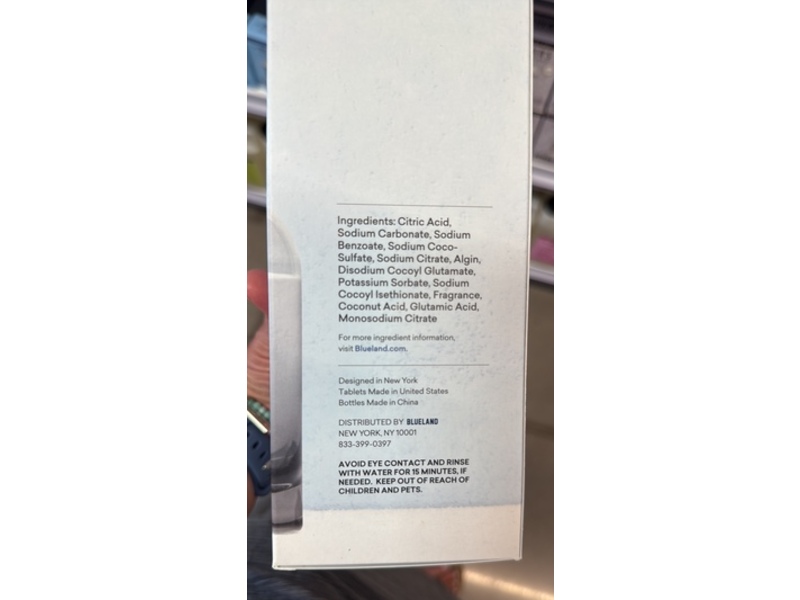 Ingredients: Citric Acid,
Sodium Carbonate, Sodium
Benzoate, Sodium Coco-
Sulfate, Sodium Citrate, Algin,
Disodium Cocoyl Glutamate,
Potassium Sorbate, Sodium
Cocoyl Isethionate, Fragrance,
Coconut Acid, Glutamic Acid,
Monosodium Citrate
For more ingredient information,
visit Blueland.com.
Designed in New York
Tablets Made in United States
Bottles Made in China
DISTRIBUTED BY BLUELAND
NEW YORK, NY 10001
833-399-0397
AVOID EYE CONTACT AND RINSE
WITH WATER FOR 15 MINUTES, IF
NEEDED. KEEP OUT OF REACH OF
CHILDREN AND PETS.